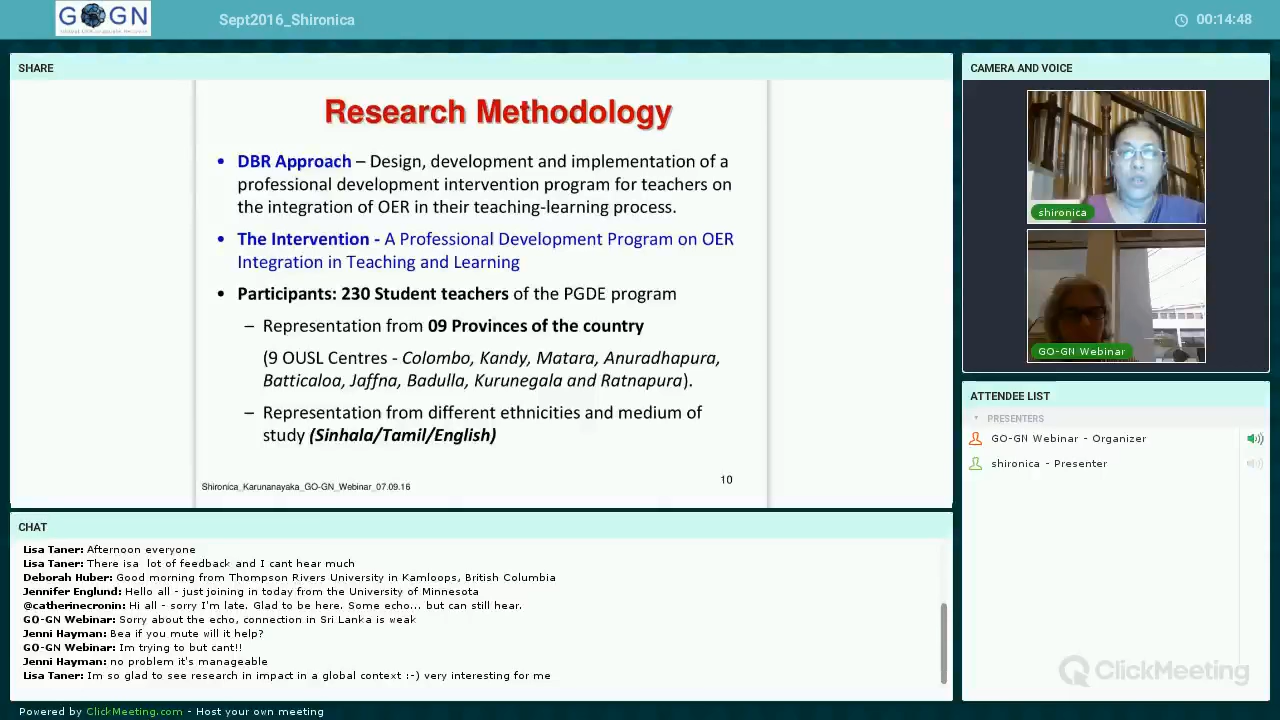 GOGN
Sept2016_Shironica
00:14:48
SHARE
Research Methodology
• DBR Approach – Design, development and implementation of a
professional development intervention program for teachers on
the integration of OER in their teaching-learning process.
• The Intervention - A Professional Development Program on OER
Integration in Teaching and Learning
• Participants: 230 Student teachers of the PGDE program
– Representation from 09 Provinces of the country
(9 OUSL Centres - Colombo, Kandy, Matara, Anuradhapura,
Batticaloa, Jaffna, Badulla, Kurunegala and Ratnapura).
– Representation from different ethnicities and medium of
study (Sinhala/Tamil/English)
Shironica_Karunanayaka_GO-GN_Webinar_07.09.16
10
CAMERA AND VOICE
shironica
GO-GN Webinar
ATTENDEE LIST
PRESENTERS
GO-GN Webinar - Organizer
shironica - Presenter
CHAT
Lisa Taner: Afternoon everyone
Lisa Taner: There isa lot of feedback and I cant hear much
Deborah Huber: Good morning from Thompson Rivers University in Kamloops, British Columbia
Jennifer Englund: Hello all - just joining in today from the University of Minnesota
@catherinecronin: Hi all - sorry I'm late. Glad to be here. Some echo... but can still hear.
GO-GN Webinar: Sorry about the echo, connection in Sri Lanka is weak
Jenni Hayman: Bea if you mute will it help?
GO-GN Webinar: Im trying to but cant!!
Jenni Hayman: no problem it's manageable
Lisa Taner: Im so glad to see research in impact in a global context :-) very interesting for me
ClickMeeting
Powered by ClickMeeting.com - Host your own meeting